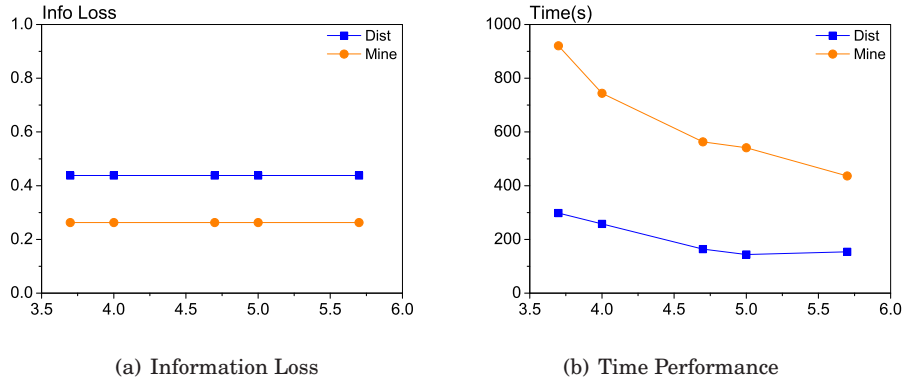 Info Loss
1.0
0.8
0.6
0.4
0.2
0.0
3.5 4.0 4.5 5.0 5.5 6.0
Dist
Mine
(a) Information Loss
Time(s)
1000
800
600
400
200
0
3.5 4.0 4.5 5.0 5.5 6.0
Dist
Mine
(b) Time Performance